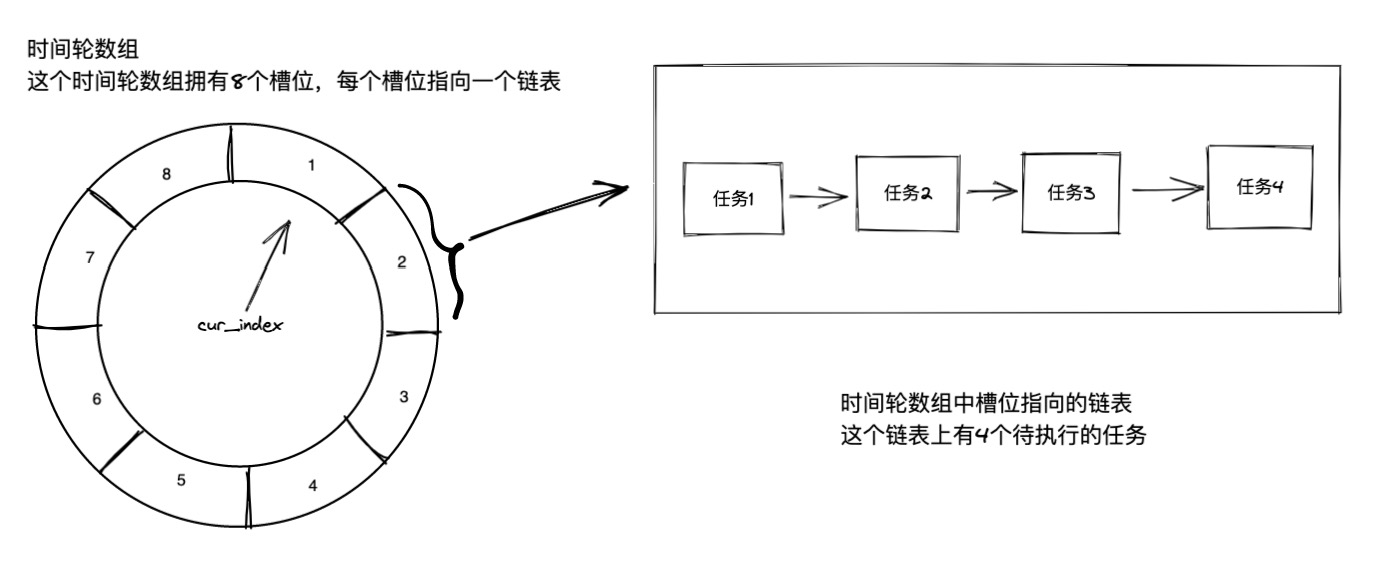 时间轮数组
这个时间轮数组拥有8个槽位，每个槽位指向一个链表
8
1
7
2
任务1
任务2
任务3
任务4
cur_index
6
3
5
4
时间轮数组中槽位指向的链表
这个链表上有4个待执行的任务